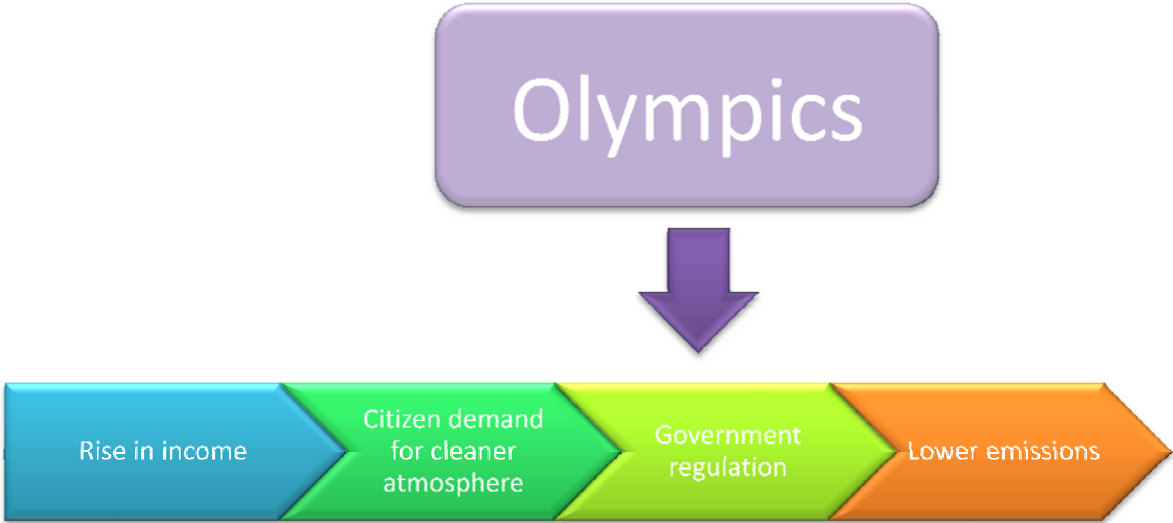 Olympics
Rise in income
Citizen demand
for cleaner
atmosphere
Government
regulation
Lower emissions